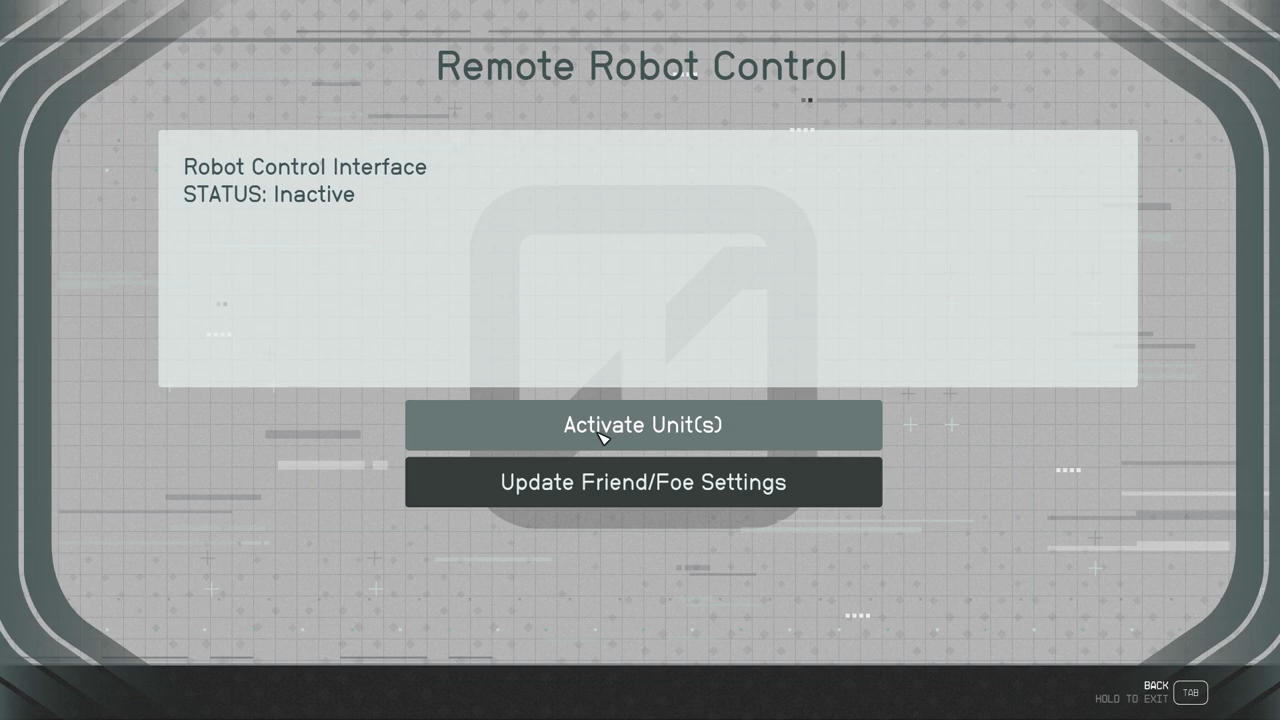 Remote Robot Control
Robot Control Interface
STATUS: Inactive
Activate Unit(s)
Update Friend/Foe Settings
BACK
HOLD TO EXIT
TAB